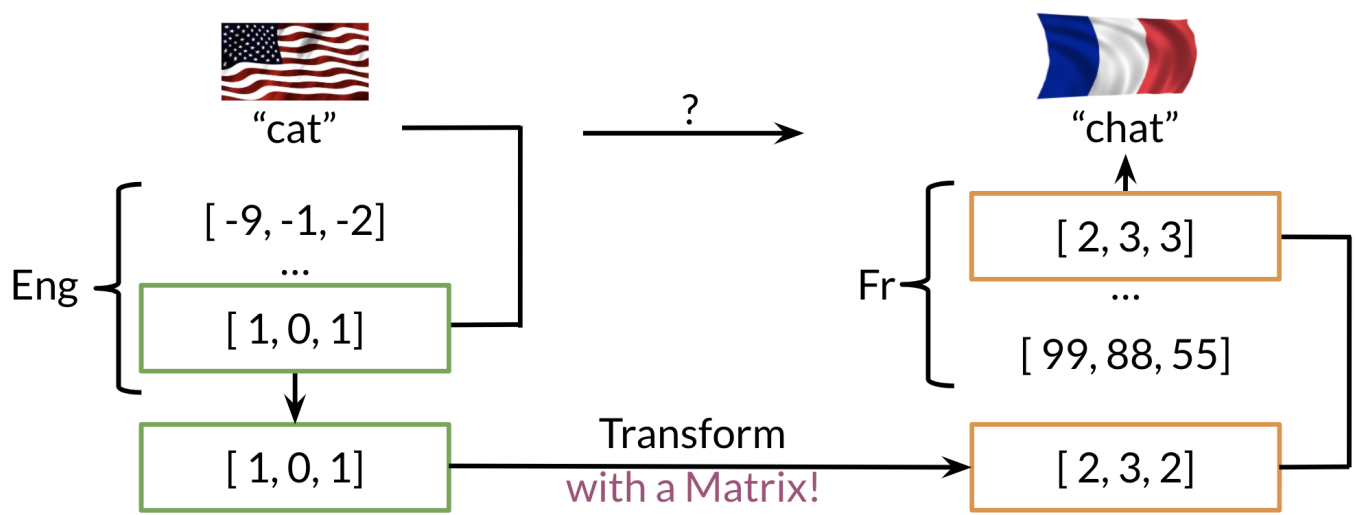 “cat”
?
“chat”
Eng
[ -9, -1, -2]
...
[ 1, 0, 1]
[ 1, 0, 1]
Transform
with a Matrix!
Fr
[ 2, 3, 3]
...
[ 99, 88, 55]
[ 2, 3, 2]